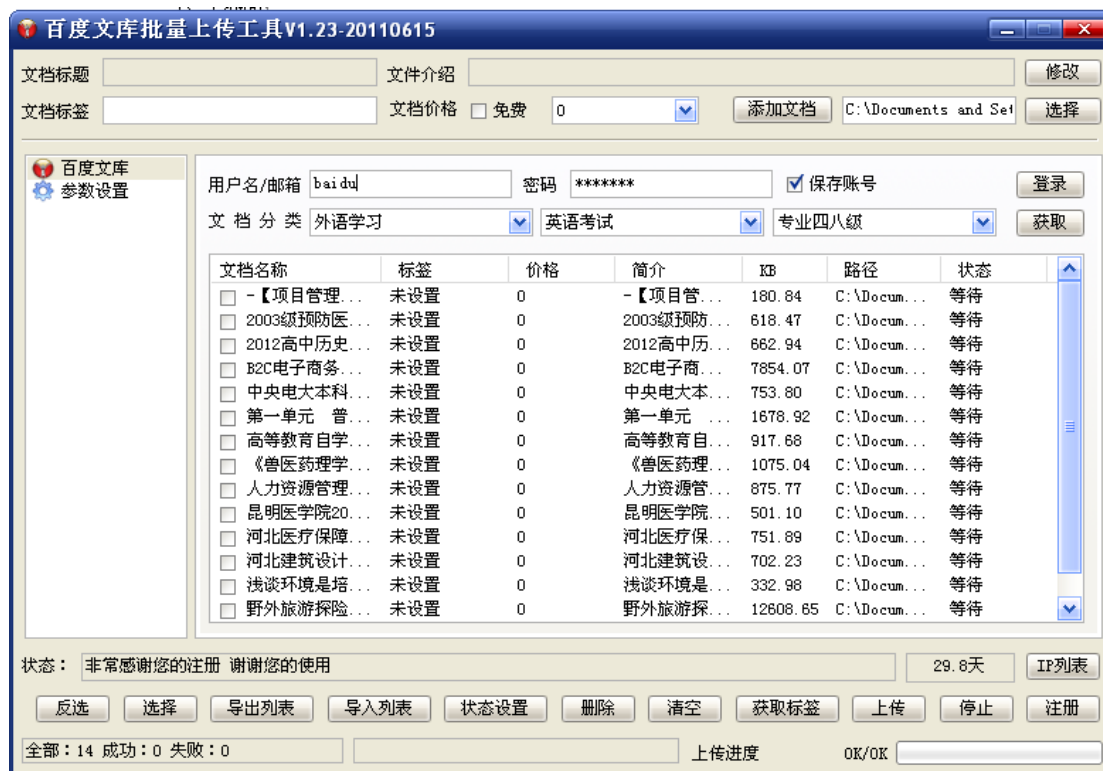 百度文库批量上传工具V1.23-20110615
文档标题 文件介绍 修改
文档标签 文档价格 免费 0 添加文档 C:\Documents and Set 选择
百度文库
参数设置
用户名/邮箱 baidu 密码 ******* 保存账号 登录
文 档 分 类 外语学习 英语考试 专业四八级 获取
文档名称 标签 价格 简介 KB 路径 状态
-【项目管理... 未设置 0 -【项目管... 180.84 C:\Docum... 等待
2003级预防医... 未设置 0 2003级预防... 618.47 C:\Docum... 等待
2012高中历史... 未设置 0 2012高中历... 662.94 C:\Docum... 等待
B2C电子商务... 未设置 0 B2C电子商... 7854.07 C:\Docum... 等待
中央电大本科... 未设置 0 中央电大本... 753.80 C:\Docum... 等待
第一单元 普... 未设置 0 第一单元 ... 1678.92 C:\Docum... 等待
高等教育自学... 未设置 0 高等教育自... 917.68 C:\Docum... 等待
《兽医药理学... 未设置 0 《兽医药理... 1075.04 C:\Docum... 等待
人力资源管理... 未设置 0 人力资源管... 875.77 C:\Docum... 等待
昆明医学院20... 未设置 0 昆明医学院... 501.10 C:\Docum... 等待
河北医疗保障... 未设置 0 河北医疗保... 751.89 C:\Docum... 等待
河北建筑设计... 未设置 0 河北建筑设... 702.23 C:\Docum... 等待
浅谈环境是培... 未设置 0 浅谈环境是... 332.98 C:\Docum... 等待
野外旅游探险... 未设置 0 野外旅游探... 12608.65 C:\Docum... 等待
状态： 非常感谢您的注册 谢谢您的使用 29.8天 IP列表
反选 选择 导出列表 导入列表 状态设置 删除 清空 获取标签 上传 停止 注册
全部：14 成功：0 失败：0 上传进度 OK/OK